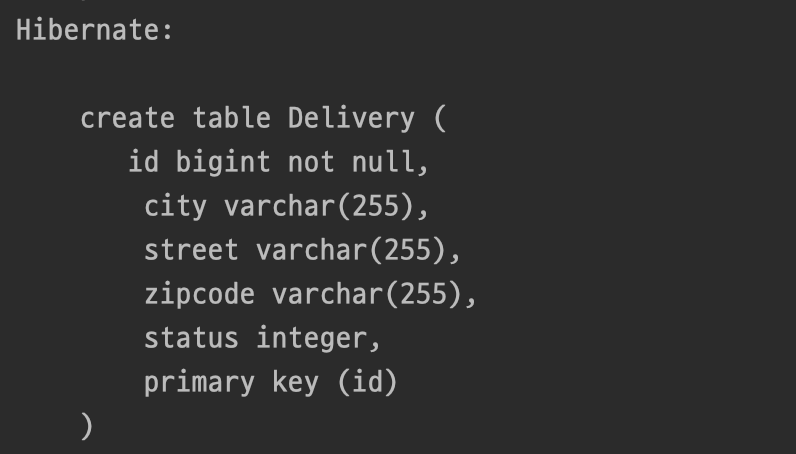 Hibernate:
create table Delivery (
id bigint not null,
city varchar(255),
street varchar(255),
zipcode varchar(255),
status integer,
primary key (id)
)